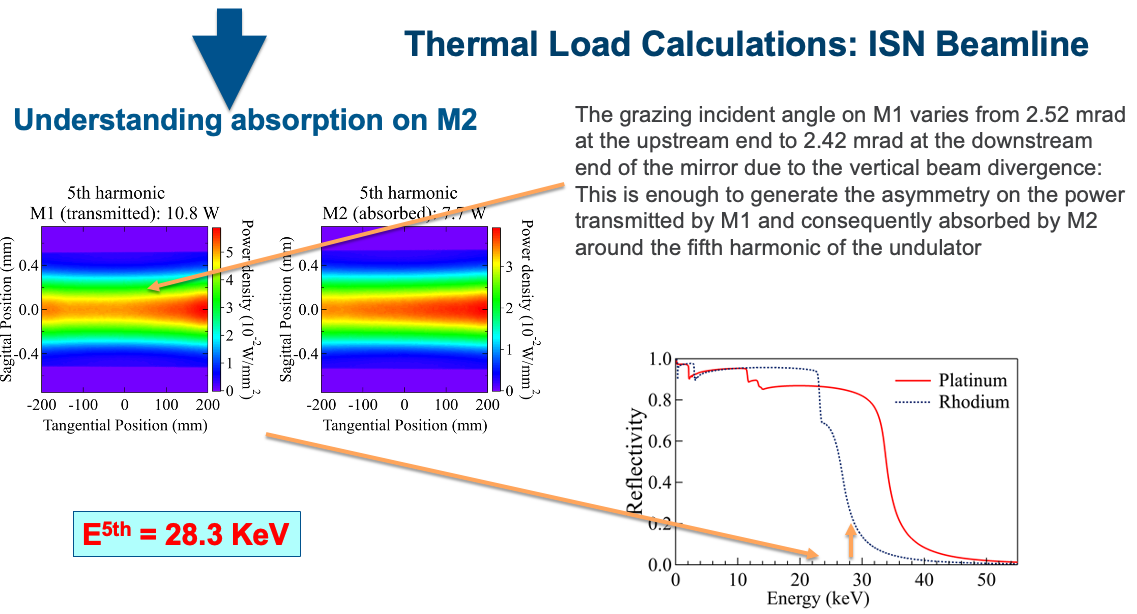 Thermal Load Calculations: ISN Beamline
Understanding absorption on M2
The grazing incident angle on M1 varies from 2.52 mrad
at the upstream end to 2.42 mrad at the downstream
end of the mirror due to the vertical beam divergence:
This is enough to generate the asymmetry on the power
transmitted by M1 and consequently absorbed by M2
around the fifth harmonic of the undulator
5th harmonic
M1 (transmitted): 10.8 W
Sagittal Position (mm)
0.4
0.0
-0.4
-200 -100 0 100 200
Tangential Position (mm)
5
4
3
2
1
0
Power density (10⁻²W/mm²)
5th harmonic
M2 (absorbed): 7.7 W
Sagittal Position (mm)
0.4
0.0
-0.4
-200 -100 0 100 200
Tangential Position (mm)
3
2
1
0
Power density (10⁻²W/mm²)
E⁵ᵗʰ = 28.3 KeV
Reflectivity
1.0
0.8
0.6
0.4
0.2
0.0
0 10 20 30 40 50
Energy (keV)
Platinum
Rhodium